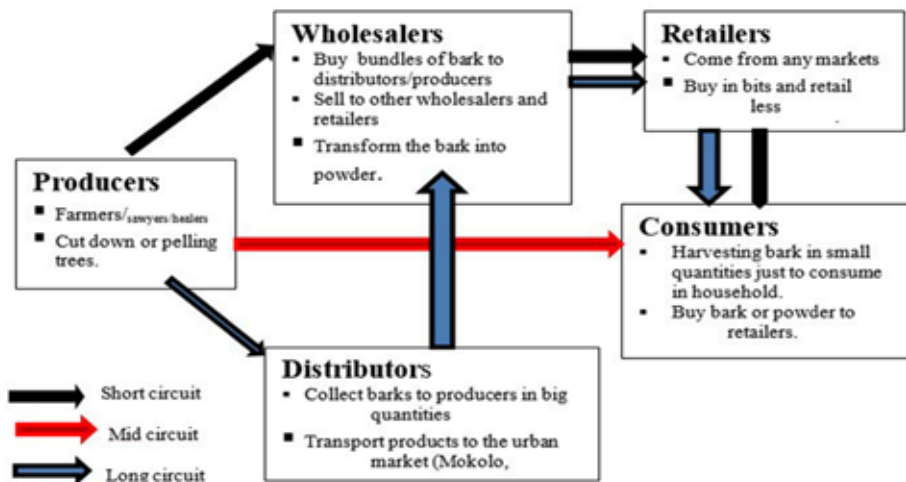 Wholesalers
▪ Buy bundles of bark to
distributors/producers
▪ Sell to other wholesalers and
retailers
▪ Transform the bark into
powder.
Retailers
▪ Come from any markets
▪ Buy in bits and retail
less
Producers
▪ Farmers/sawyers/healers
▪ Cut down or pelling
trees.
Consumers
▪ Harvesting bark in small
quantities just to consume
in household.
▪ Buy bark or powder to
retailers.
Distributors
▪ Collect barks to producers in big
quantities
▪ Transport products to the urban
market (Mokolo,
Short circuit
Mid circuit
Long circuit